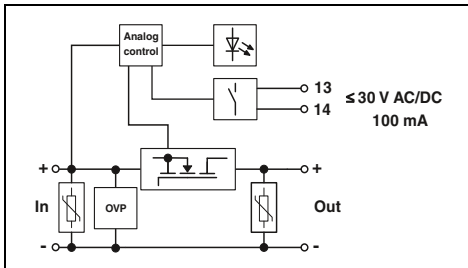 Analog
control
13
14
≤ 30 V AC/DC
100 mA
+
+
In
OVP
Out
-
-